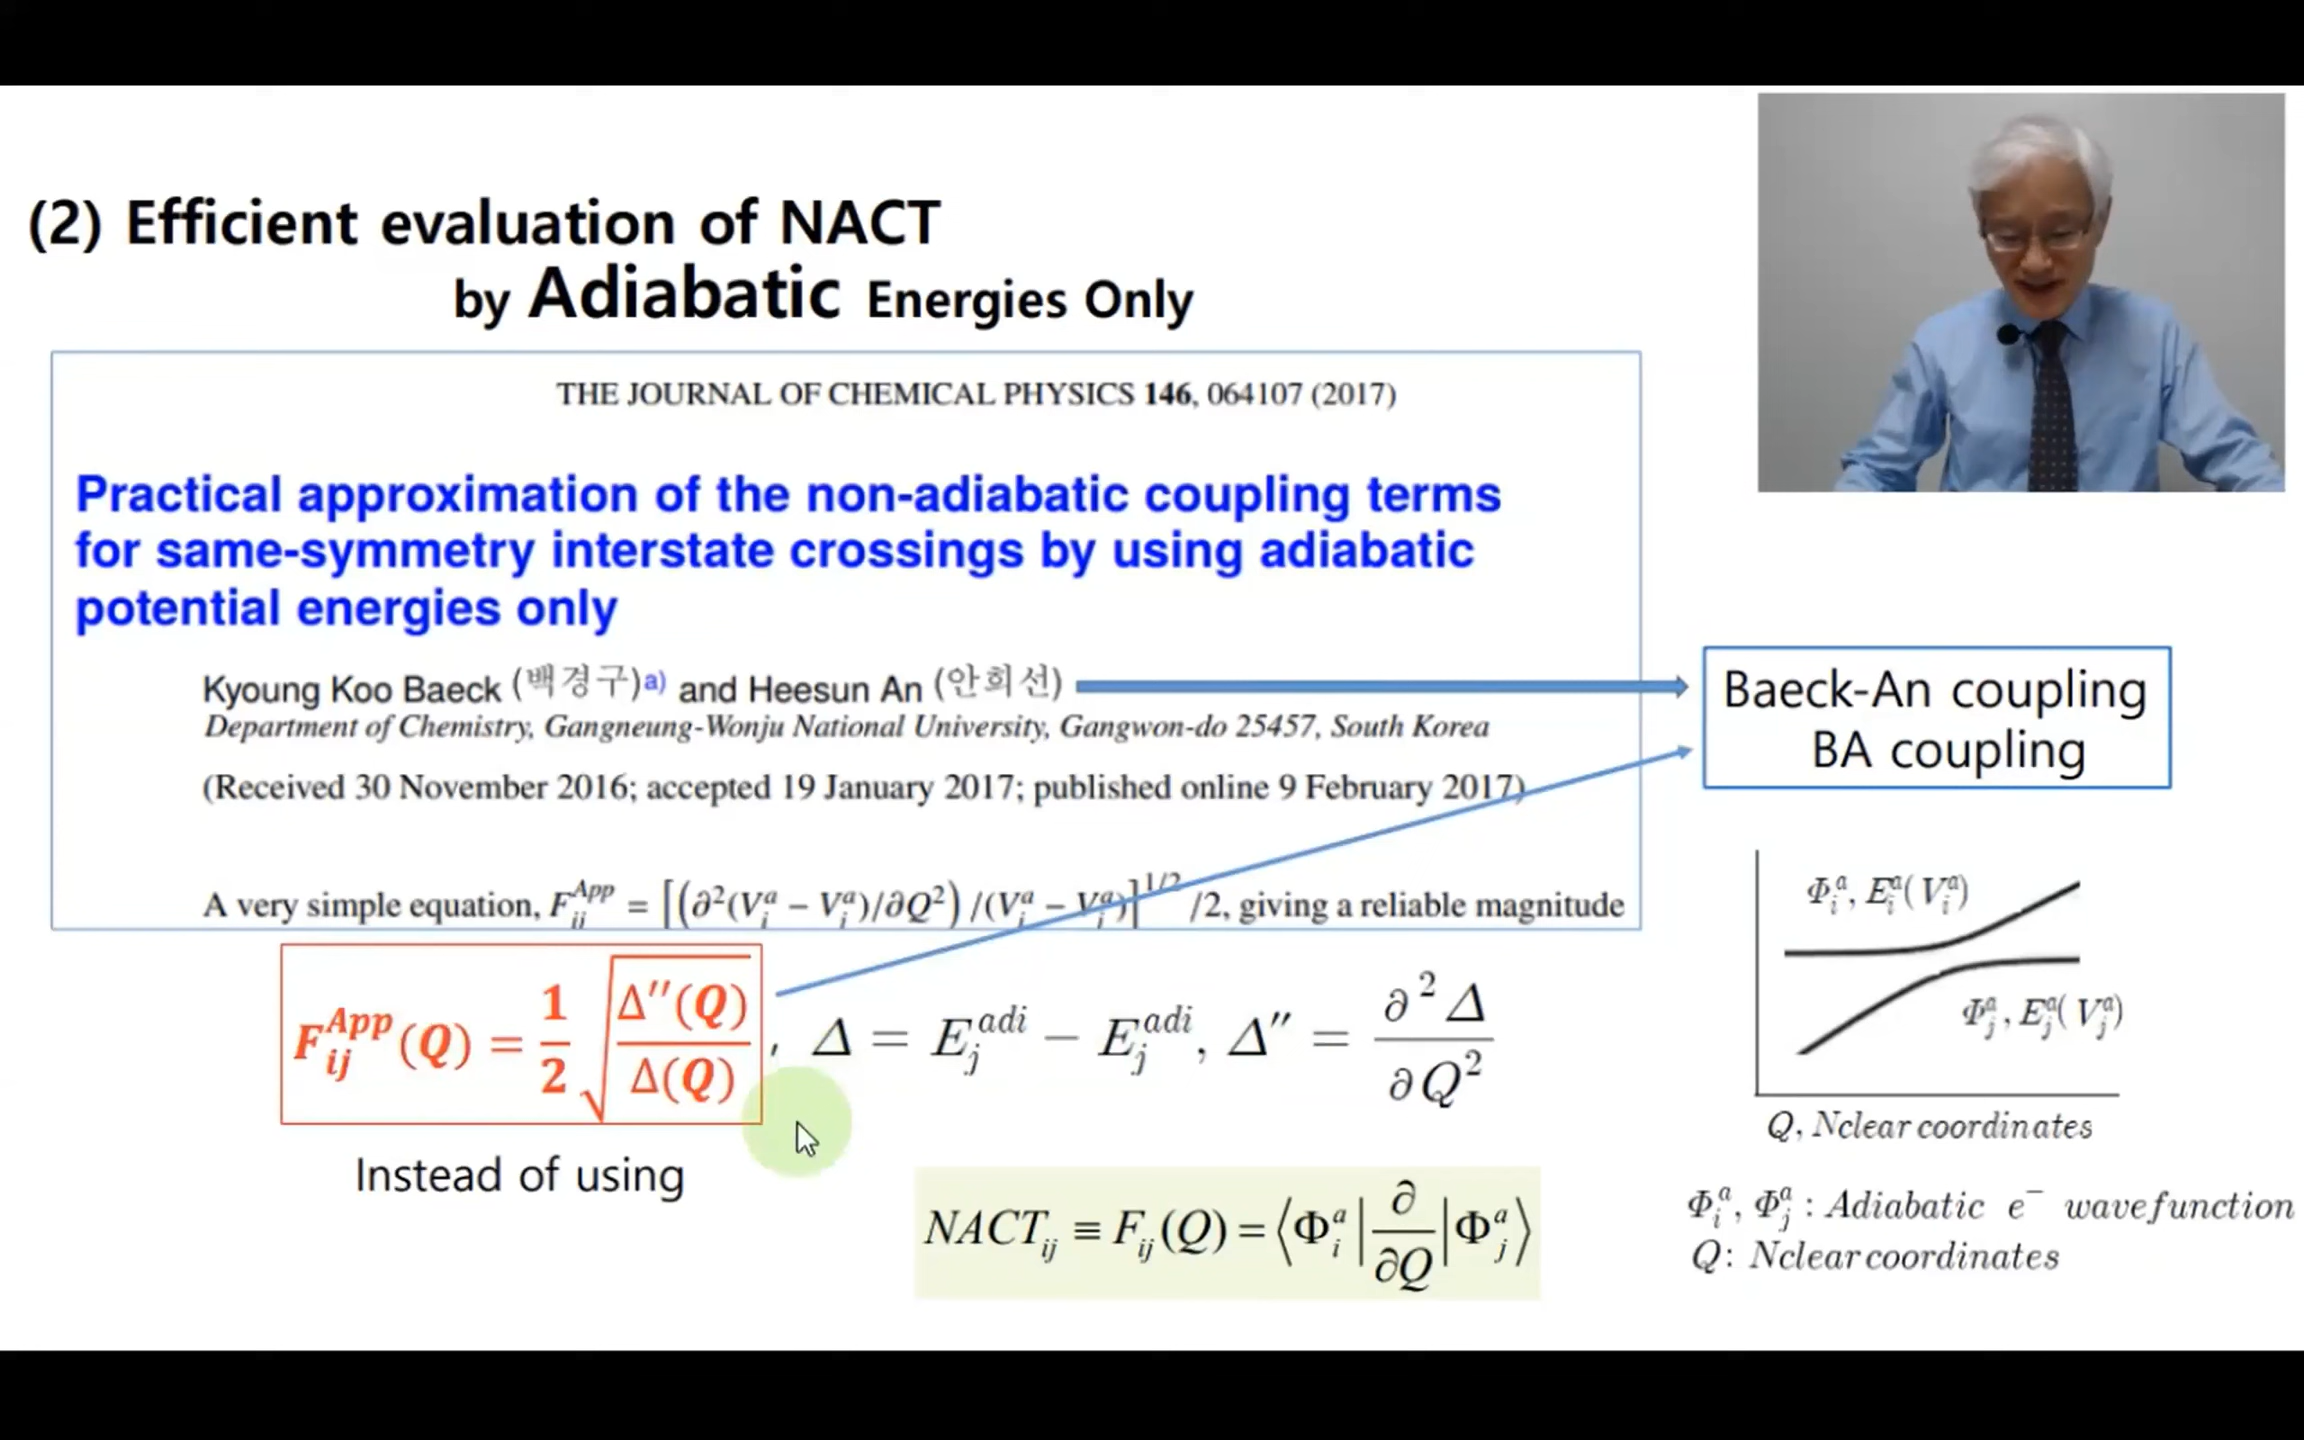 (2) Efficient evaluation of NACT
by Adiabatic Energies Only
THE JOURNAL OF CHEMICAL PHYSICS 146, 064107 (2017)
Practical approximation of the non-adiabatic coupling terms
for same-symmetry interstate crossings by using adiabatic
potential energies only
Kyoung Koo Baeck (백경구)a) and Heesun An (안희선)
Department of Chemistry, Gangneung-Wonju National University, Gangwon-do 25457, South Korea
(Received 30 November 2016; accepted 19 January 2017; published online 9 February 2017)
A very simple equation, F_ij^App = [(∂²(V_i^a − V_j^a)/∂Q²)/(V_i^a − V_j^a)]^1/2 /2, giving a reliable magnitude
Baeck-An coupling
BA coupling
F_ij^App(Q) = 1/2 √(Δ′′(Q)/Δ(Q)), Δ = E_j^adi − E_j^adi, Δ″ = ∂²Δ/∂Q²
Instead of using
NACT_ij ≡ F_ij(Q) = ⟨Φ_i^a|∂/∂Q|Φ_j^a⟩
Φ_i^a, E_i^a(V_i^a)
Φ_j^a, E_j^a(V_j^a)
Q, Nclear coordinates
Φ_i^a, Φ_j^a : Adiabatic e⁻ wavefunction
Q: Nclear coordinates